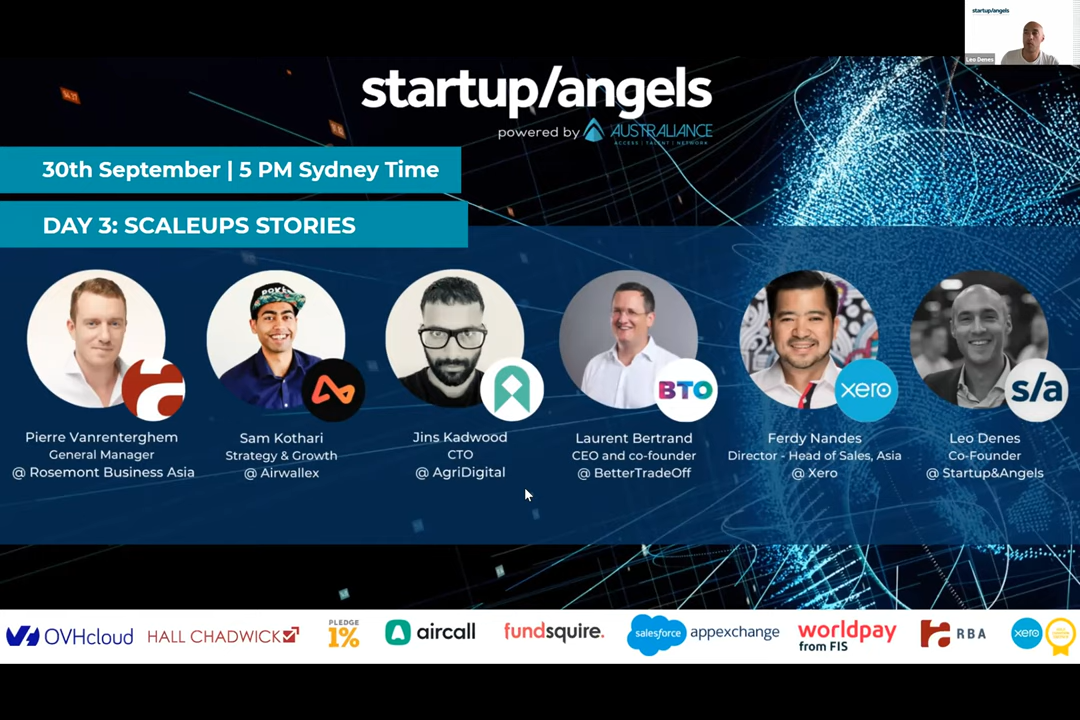 startup/angels
Leo Denes
startup/angels
powered by AUSTRALIANCE
ACCESS | TALENT | NETWORK
30th September | 5 PM Sydney Time
DAY 3: SCALEUPS STORIES
BTO
xero
s/a
Pierre Vanrenterghem
General Manager
@ Rosemont Business Asia
Sam Kothari
Strategy & Growth
@ Airwallex
Jins Kadwood
CTO
@ AgriDigital
Laurent Bertrand
CEO and co-founder
@ BetterTradeOff
Ferdy Nandes
Director - Head of Sales, Asia
@ Xero
Leo Denes
Co-Founder
@ Startup&Angels
OVHcloud
HALL CHADWICK
PLEDGE
1%
aircall
fundsquire.
salesforce appexchange
worldpay
from FIS
RBA
xero